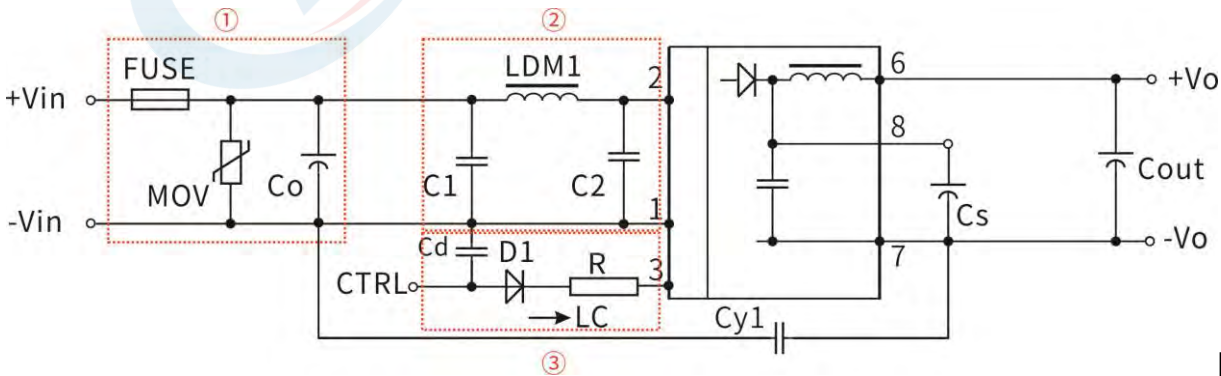 ① ②
FUSE LDM1
+Vin 2 6 +Vo
8
MOV Co C1 C2 Cs Cout
-Vin 1 7 -Vo
Cd D1 R 3
CTRL
LC Cy1
③